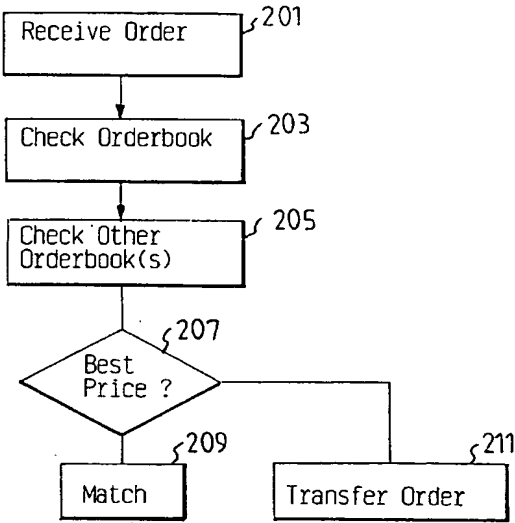 201
Receive Order
203
Check Orderbook
205
Check Other
Orderbook(s)
207
Best
Price ?
209
211
Match
Transfer Order